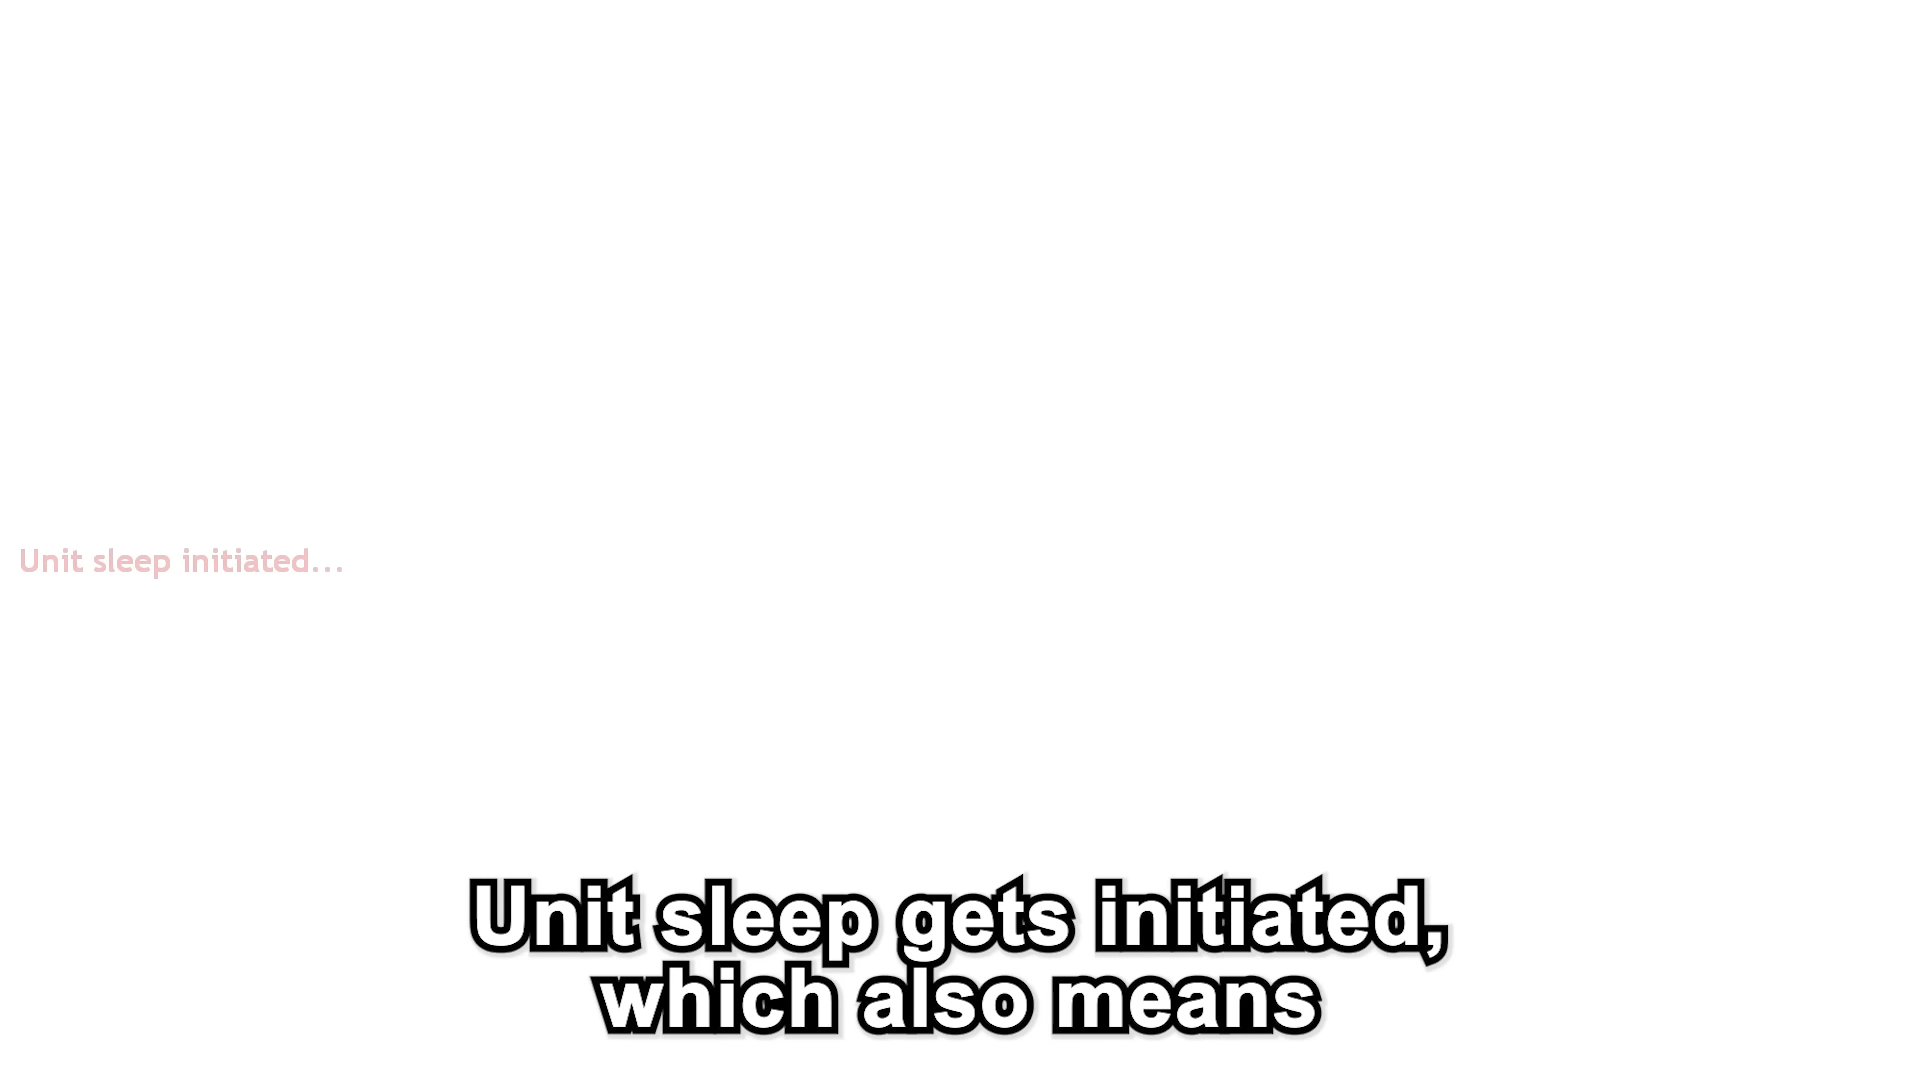 Unit sleep initiated...
Unit sleep gets initiated,
which also means